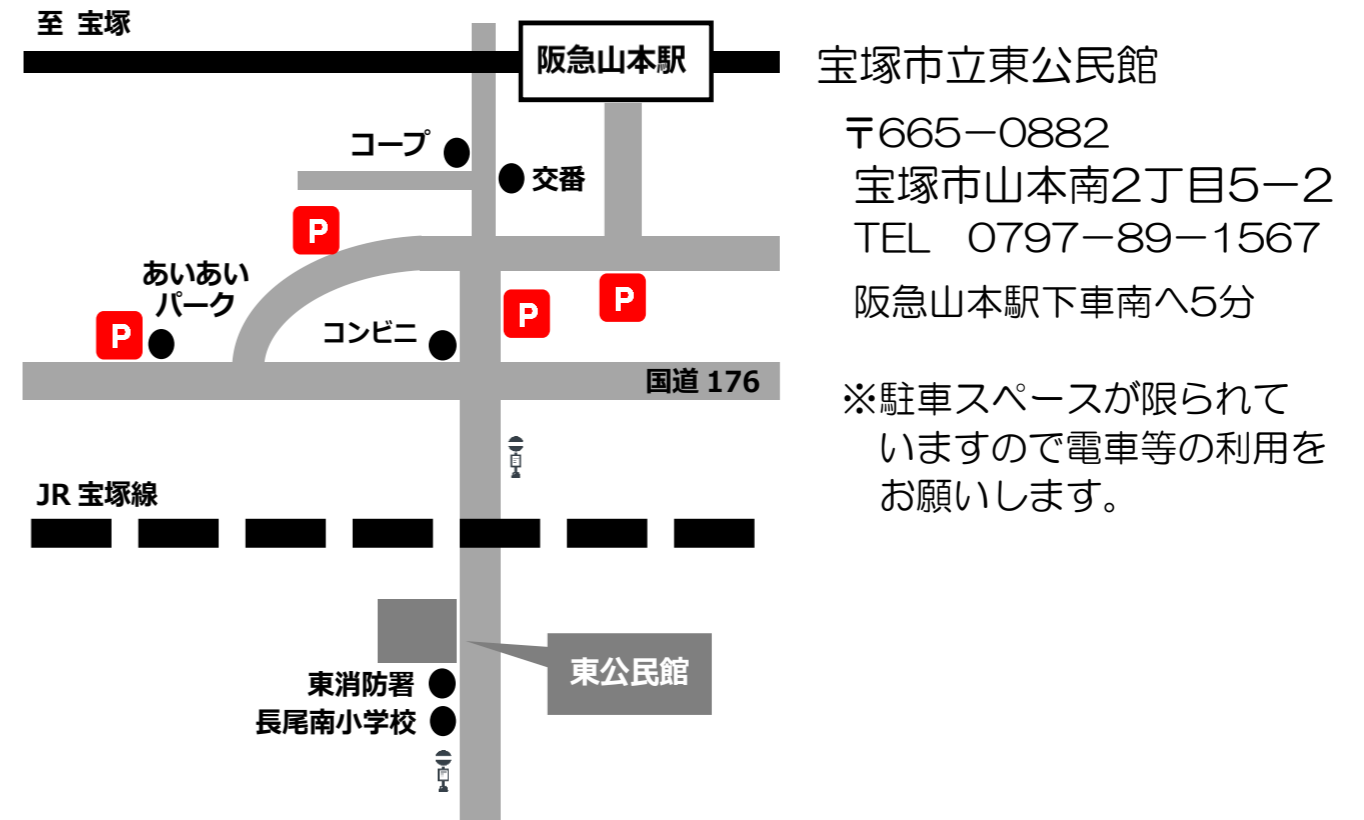 至 宝塚
阪急山本駅
コープ
交番
P
あいあい
パーク
P
コンビニ
P
P
国道 176
JR 宝塚線
東公民館
東消防署
長尾南小学校
宝塚市立東公民館
〒665－0882
宝塚市山本南2丁目5－2
TEL　0797－89－1567
阪急山本駅下車南へ5分
※駐車スペースが限られて
いますので電車等の利用を
お願いします。